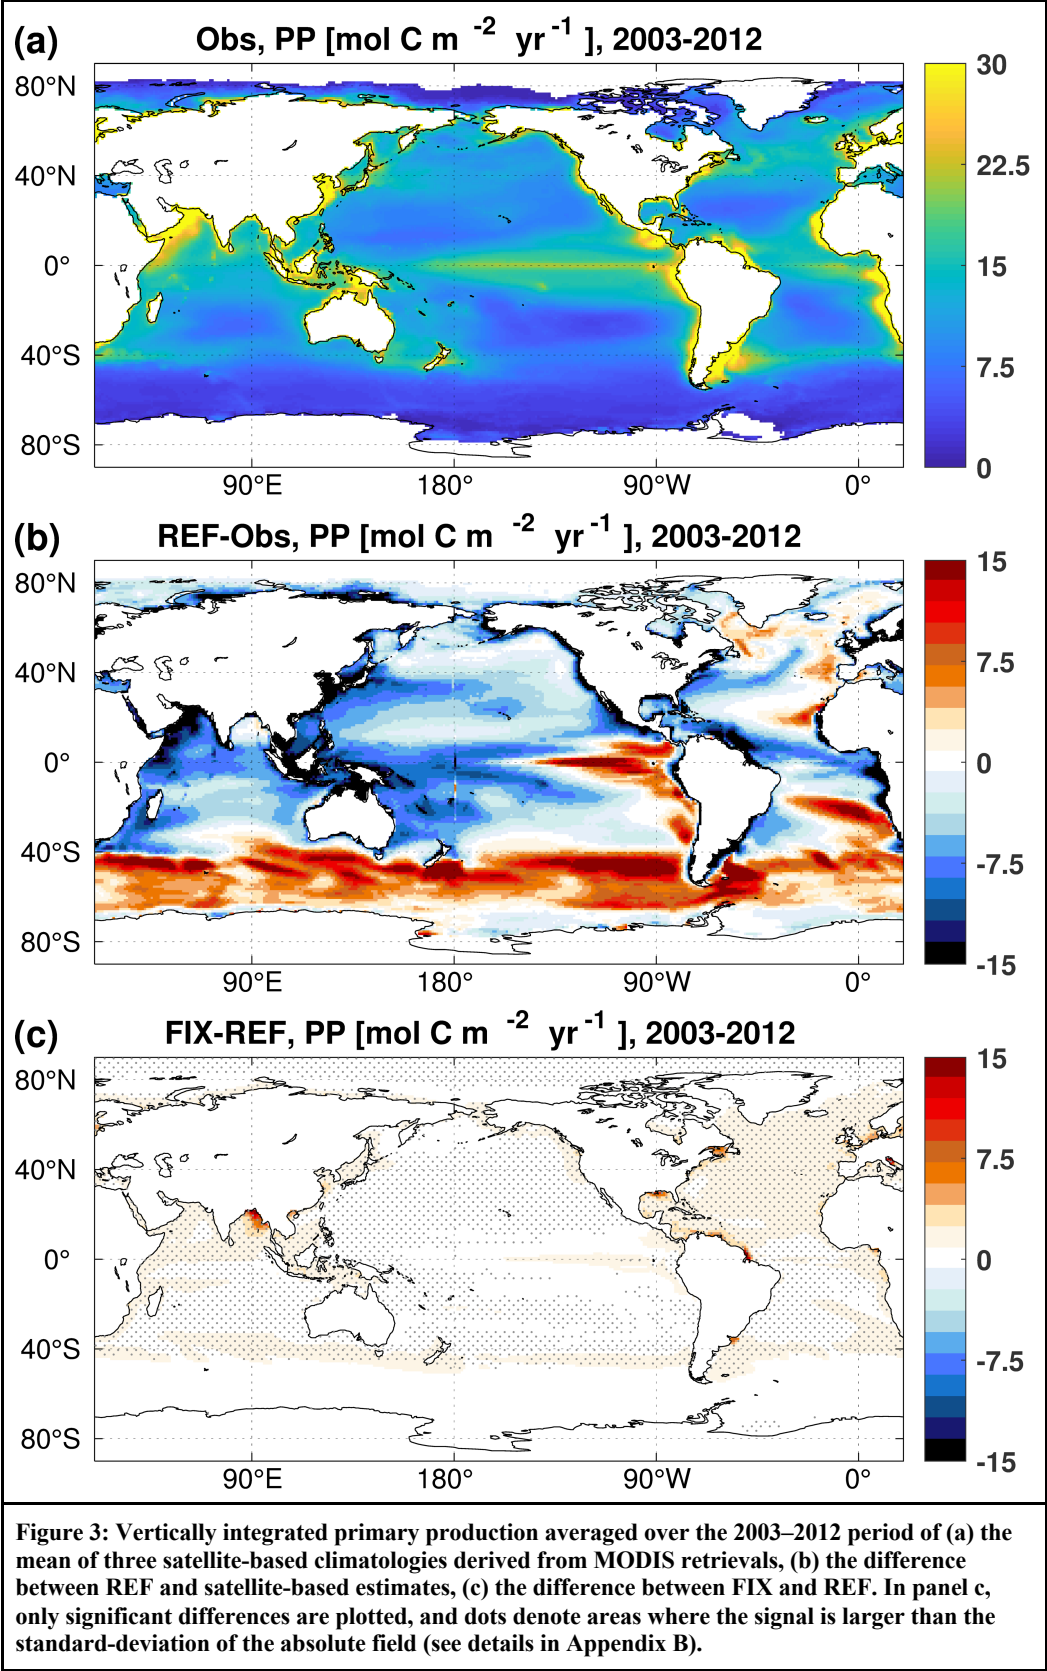 (a) Obs, PP [mol C m -2 yr -1 ], 2003-2012
80°N
40°N
0°
40°S
80°S
90°E 180° 90°W 0°
30
22.5
15
7.5
0
(b) REF-Obs, PP [mol C m -2 yr -1 ], 2003-2012
80°N
40°N
0°
40°S
80°S
90°E 180° 90°W 0°
15
7.5
0
-7.5
-15
(c) FIX-REF, PP [mol C m -2 yr -1 ], 2003-2012
80°N
40°N
0°
40°S
80°S
90°E 180° 90°W 0°
15
7.5
0
-7.5
-15
Figure 3: Vertically integrated primary production averaged over the 2003–2012 period of (a) the
mean of three satellite-based climatologies derived from MODIS retrievals, (b) the difference
between REF and satellite-based estimates, (c) the difference between FIX and REF. In panel c,
only significant differences are plotted, and dots denote areas where the signal is larger than the
standard-deviation of the absolute field (see details in Appendix B).